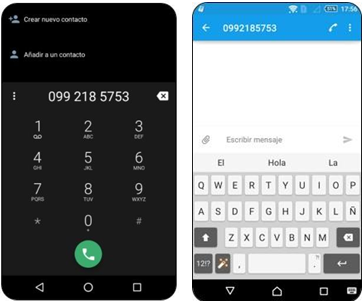 Crear nuevo contacto
Añadir a un contacto
099 218 5753
1 2 3
ABC DEF
4 5 6
GHI JKL MNO
7 8 9
PQRS TUV WXYZ
* 0 #
+
17:56
0992185753
Escribir mensaje
El Hola La
Q W E R T Y U I O P
A S D F G H J K L Ñ
Z X C V B N M
12!? , .